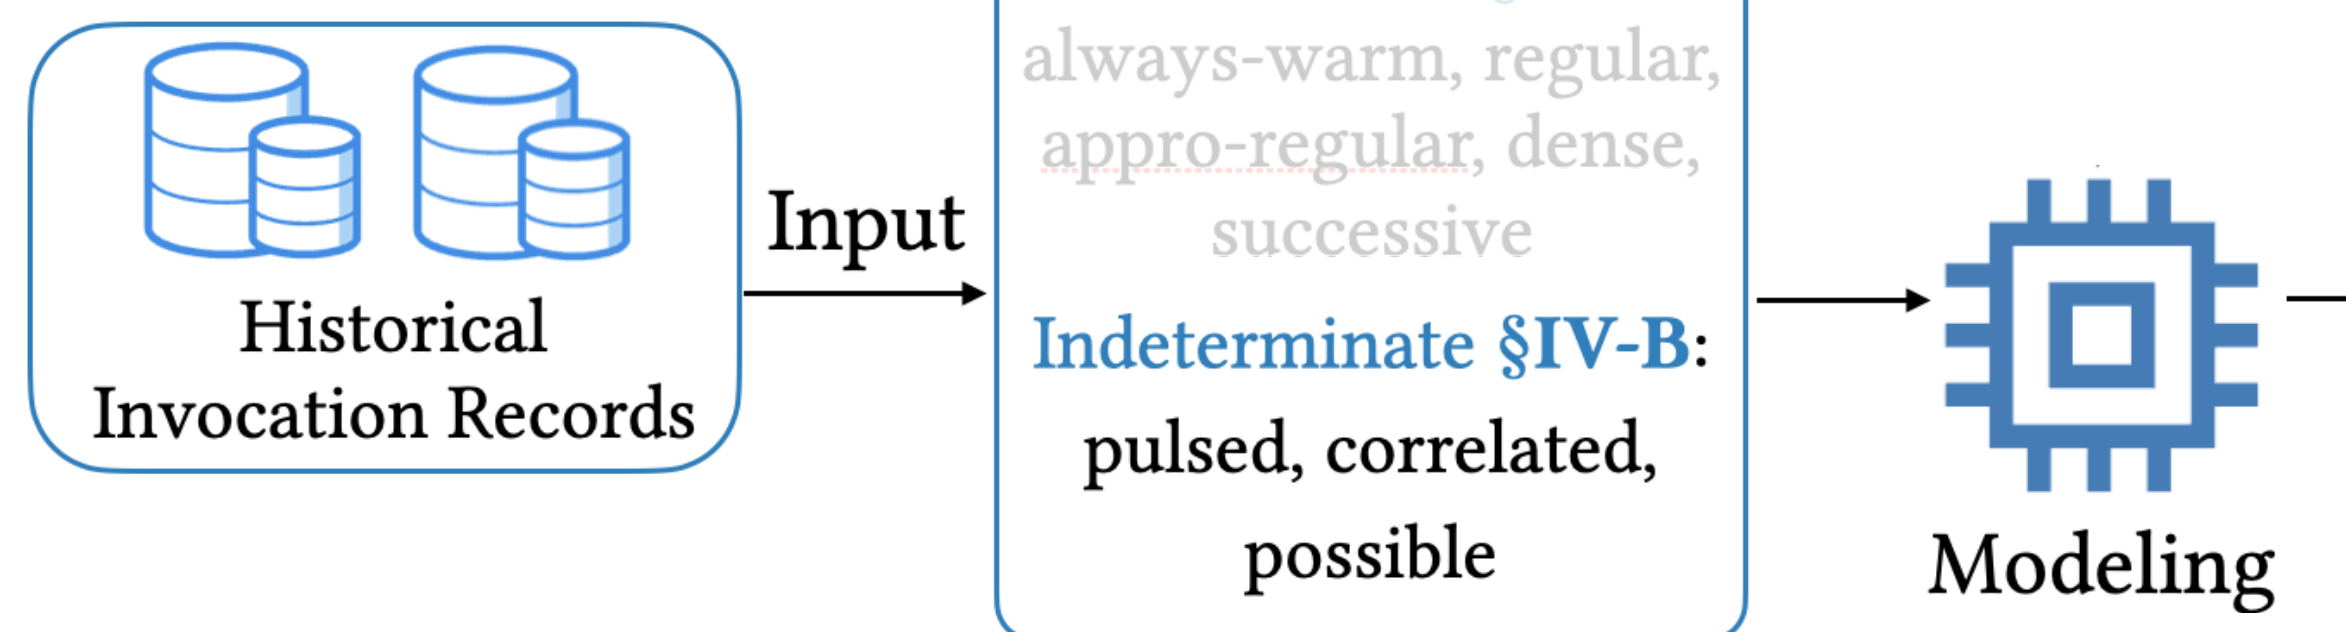 Historical
Invocation Records
Input
always-warm, regular,
appro-regular, dense,
successive
Indeterminate §IV-B:
pulsed, correlated,
possible
Modeling